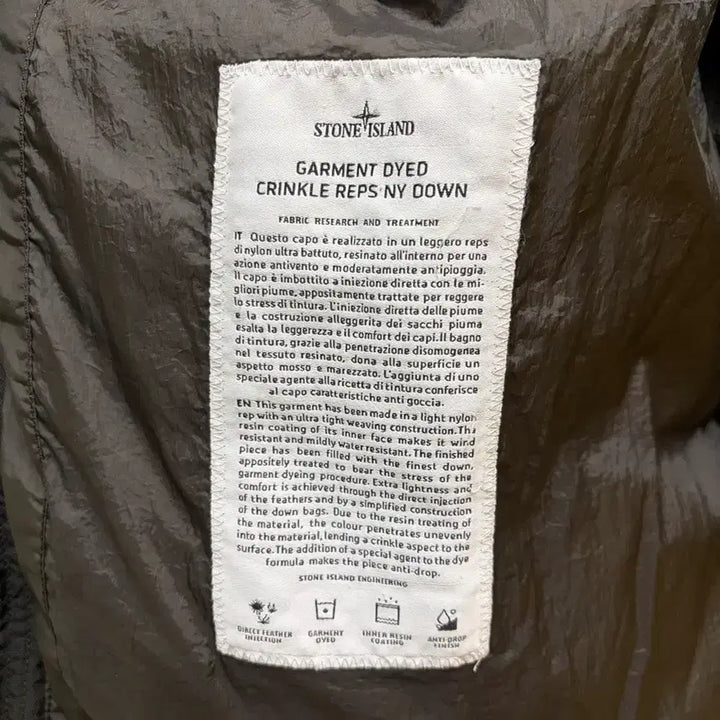 STONE ISLAND
GARMENT DYED
CRINKLE REPS NY DOWN
FABRIC RESEARCH AND TREATMENT
IT Questo capo è realizzato in un leggero reps
di nylon ultra battuto, resinato all'interno per una
azione antivento e moderatamente antipioggia.
Il capo è imbottito a iniezione diretta con le mi-
gliori piume, appositamente trattate per reggere
lo stress di tintura. L'iniezione diretta delle piume
e la costruzione alleggerita dei sacchi piuma
esalta la leggerezza e il comfort dei capi. Il bagno
di tintura, grazie alla penetrazione disomogenea
nel tessuto resinato, dona alla superficie un
aspetto mosso e marezzato. L'aggiunta di uno
speciale agente alla ricetta di tintura conferisce
al capo caratteristiche anti goccia.
EN This garment has been made in a light nylon
rep with an ultra tight weaving construction. The
resin coating of its inner face makes it wind
resistant and mildly water resistant. The finished
piece has been filled with the finest down,
appositely treated to bear the stress of the
garment dyeing procedure. Extra lightness and
comfort is achieved through the direct injection
of the feathers and by a simplified construction
of the down bags. Due to the resin treating of
the material, the colour penetrates unevenly
into the material, lending a crinkle aspect to the
surface. The addition of a special agent to the dye
formula makes the piece anti-drop.
STONE ISLAND ENGINEERING
DIRECT FEATHER INJECTION
GARMENT DYED
INNER RESIN COATING
ANTI DROP FINISH